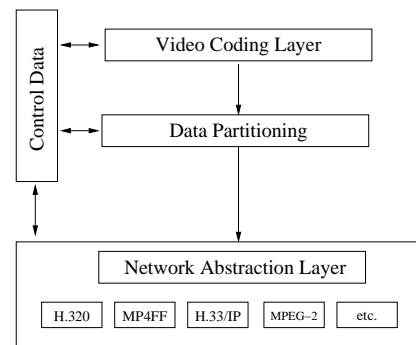 Control Data
Video Coding Layer
Data Partitioning
Network Abstraction Layer
H.320
MP4FF
H.33/IP
MPEG−2
etc.